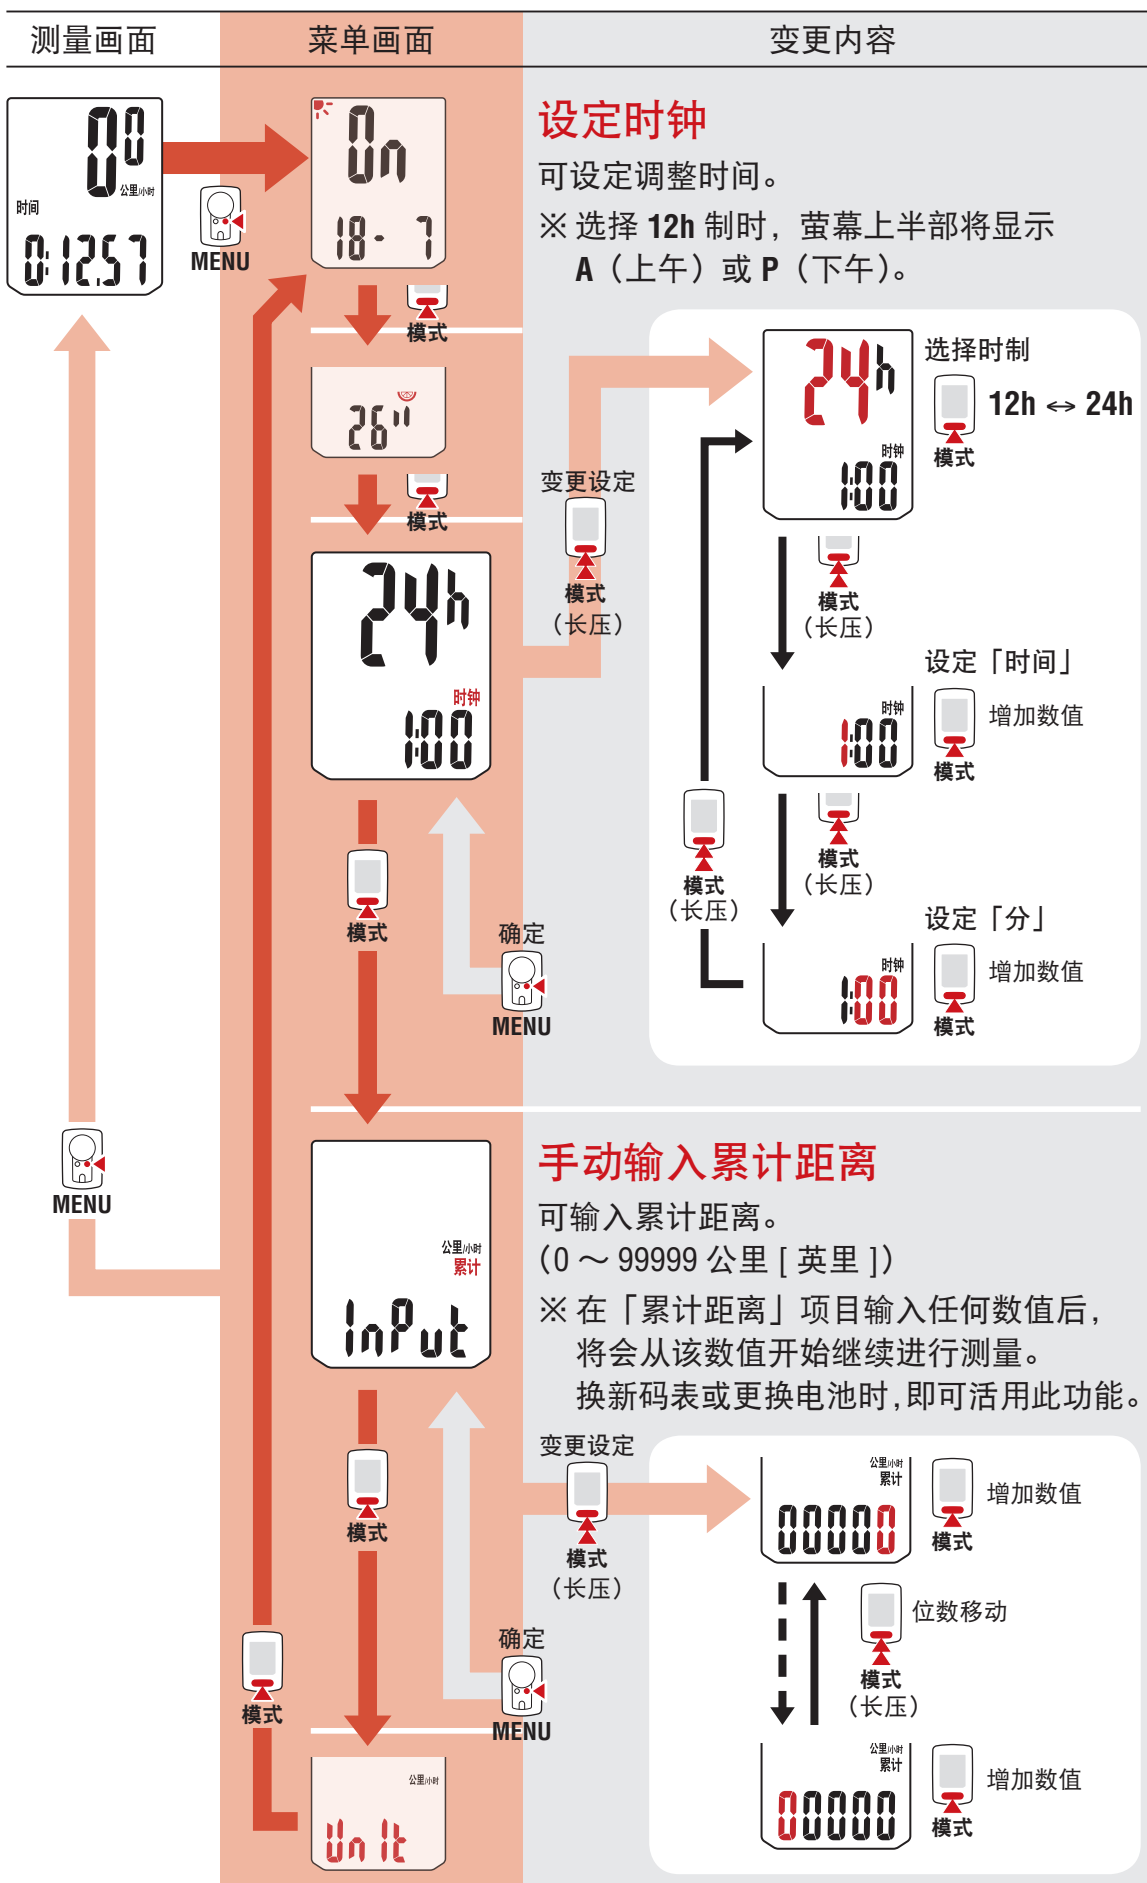 测量画面
菜单画面
变更内容
00
公里/小时
时间
0:12.57
MENU
0n
18- 7
模式
26"
模式
24h
时钟
1:00
模式
确定
MENU
公里/小时
累计
InPut
模式
确定
MENU
公里/小时
Unit
模式
MENU
设定时钟
可设定调整时间。
※ 选择 12h 制时，萤幕上半部将显示
A（上午）或 P（下午）。
变更设定
模式
（长压）
24h
时钟
1:00
选择时制
12h ↔ 24h
模式
模式
（长压）
时钟
1:00
设定「时间」
增加数值
模式
模式
（长压）
模式
（长压）
时钟
1:00
设定「分」
增加数值
模式
手动输入累计距离
可输入累计距离。
（0 ～ 99999 公里 [ 英里 ]）
※ 在「累计距离」项目输入任何数值后，
将会从该数值开始继续进行测量。
换新码表或更换电池时，即可活用此功能。
变更设定
模式
（长压）
公里/小时
累计
00000
增加数值
模式
位数移动
模式
（长压）
公里/小时
累计
00000
增加数值
模式